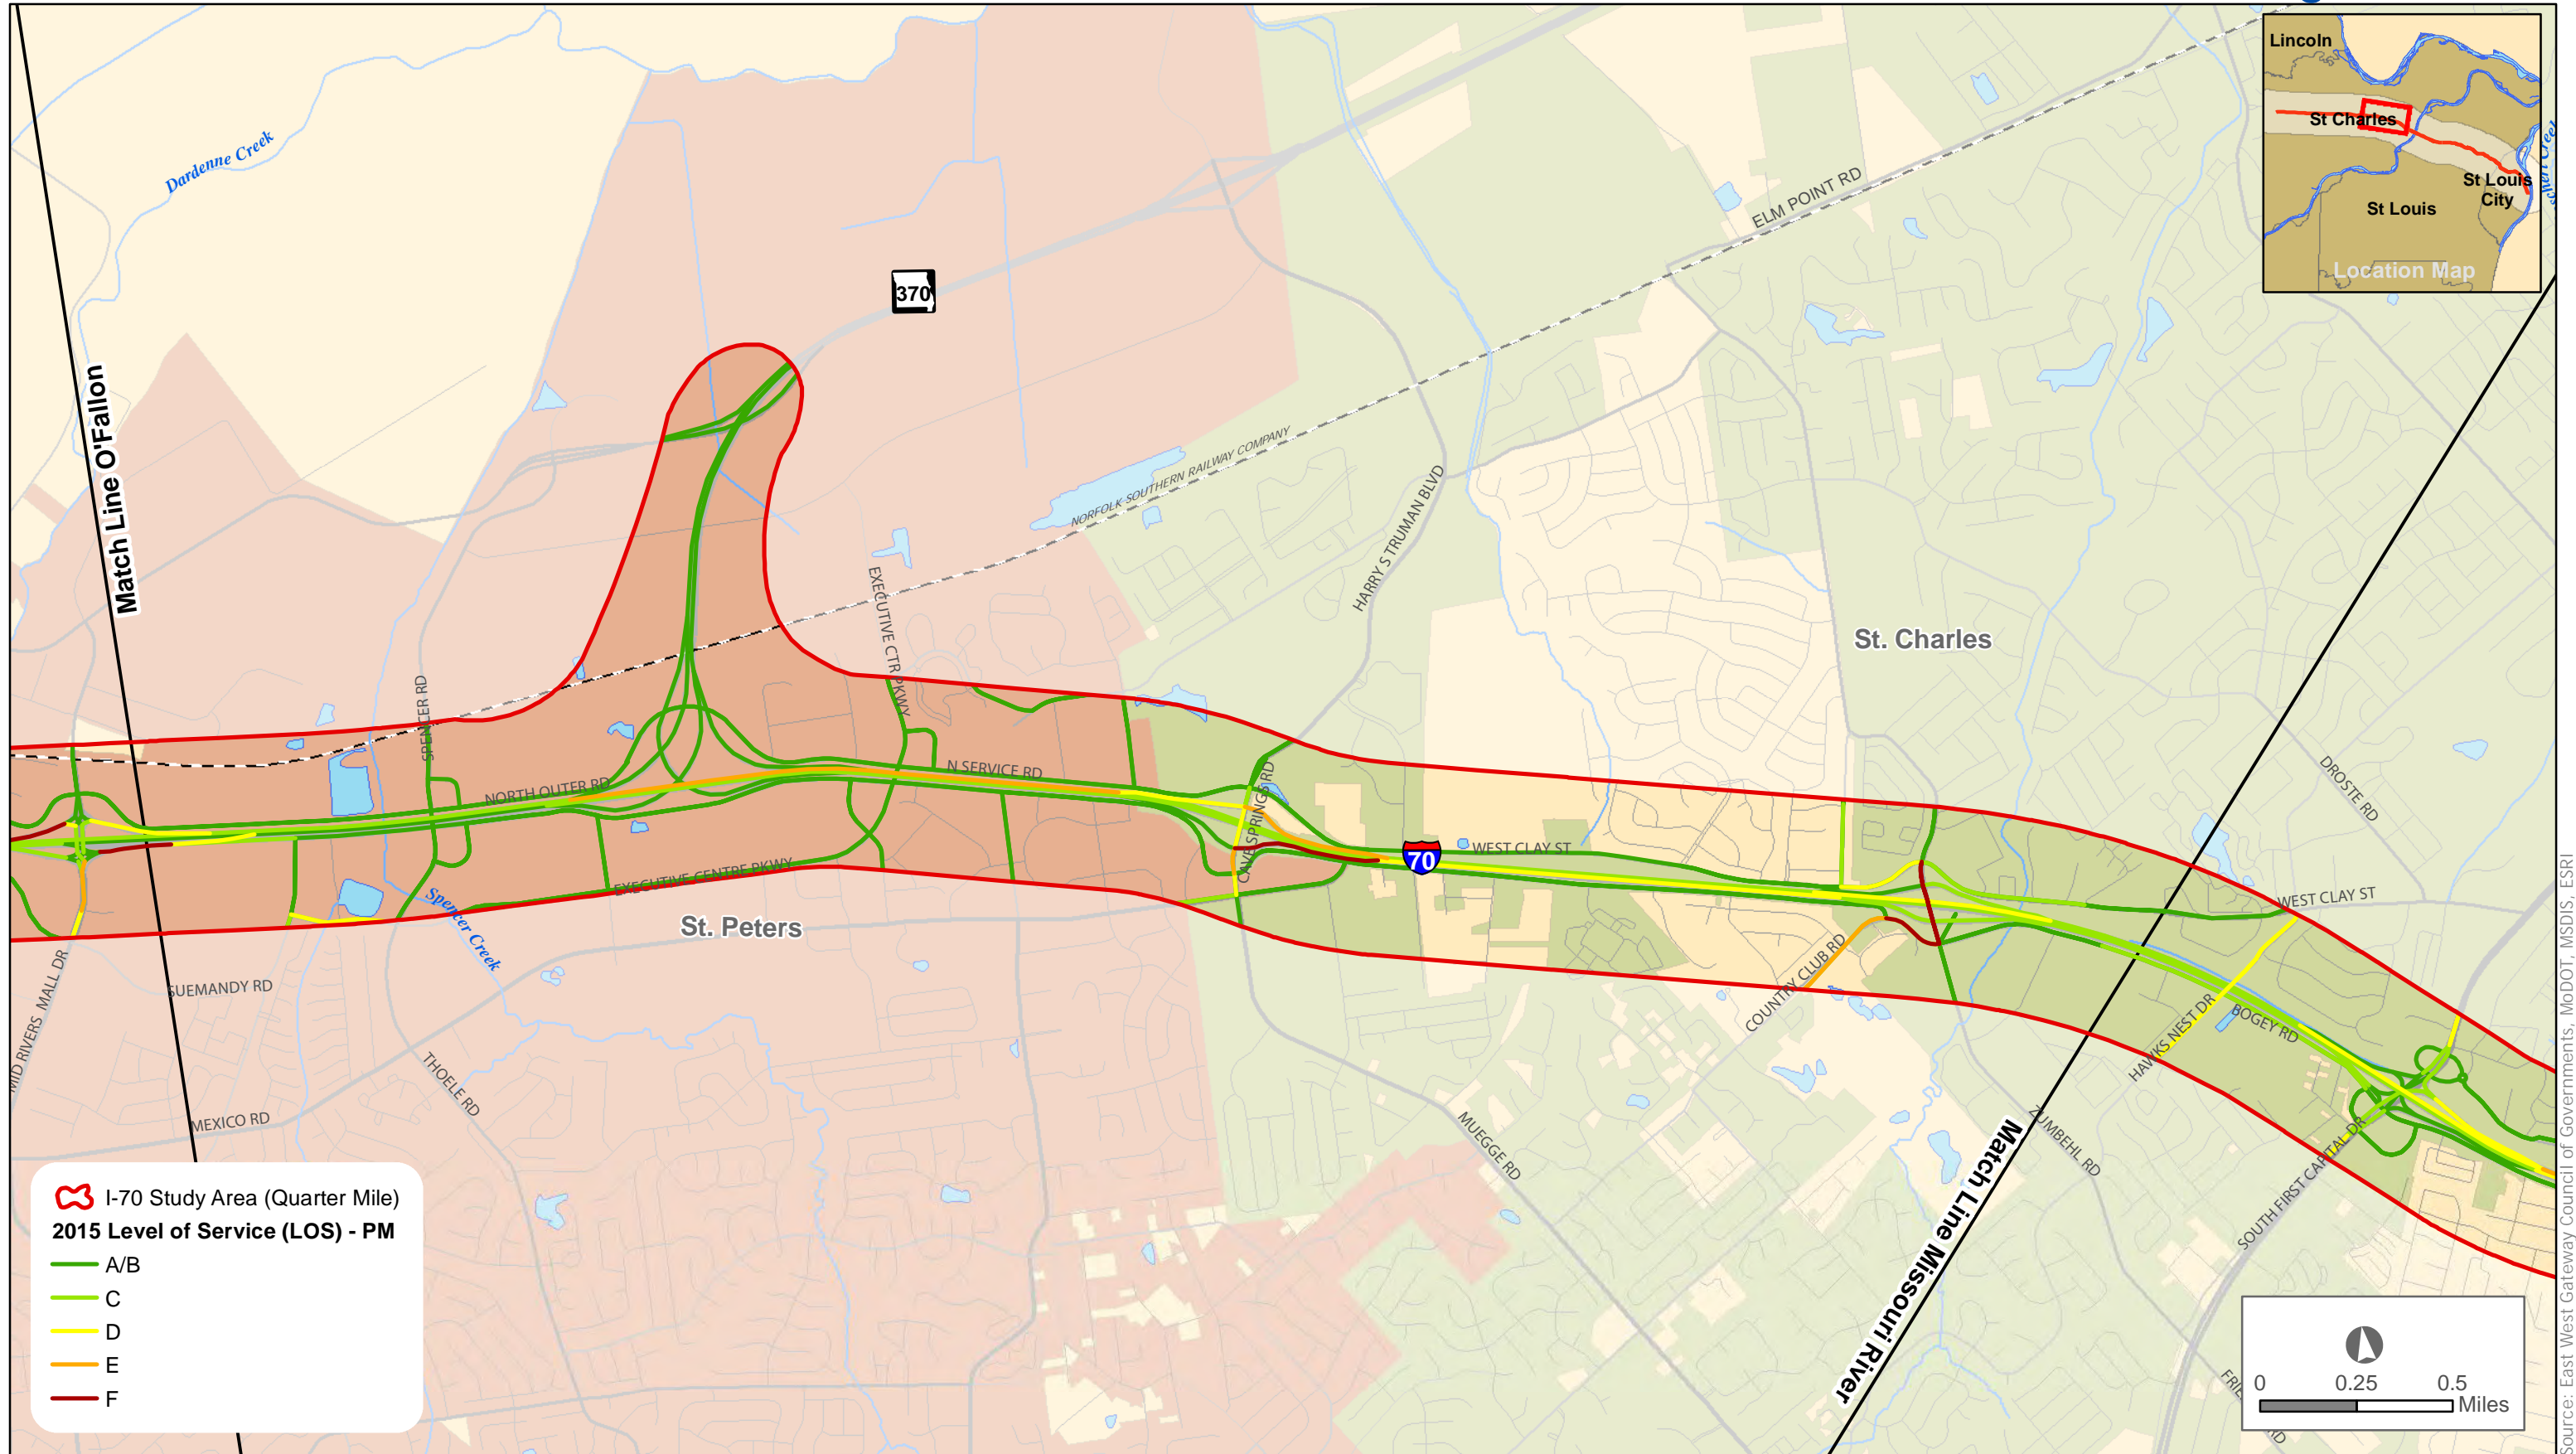 Lincoln
St Charles
St Louis
City
St Louis
Location Map
Dardenne Creek
370
ELM POINT RD
Match Line O'Fallon
NORFOLK SOUTHERN RAILWAY COMPANY
HARRY S TRUMAN BLVD
EXECUTIVE CTR PKWY
St. Charles
SPENCER RD
NORTH OUTER RD
N SERVICE RD
CAVE SPRINGS RD
DROSTE RD
70
WEST CLAY ST
WEST CLAY ST
EXECUTIVE CENTRE PKWY
Spencer Creek
St. Peters
COUNTRY CLUB RD
MID RIVERS MALL DR
SUEMANDY RD
HAWKS NEST DR
BOGEY RD
THOELE RD
MEXICO RD
MUEGGE RD
ZUMBEHL RD
SOUTH FIRST CAPITAL DR
Match Line Missouri River
I-70 Study Area (Quarter Mile)
2015 Level of Service (LOS) - PM
A/B
C
D
E
F
0 0.25 0.5
Miles
Source: East West Gateway Council of Governments, MoDOT, MSDIS, ESRI